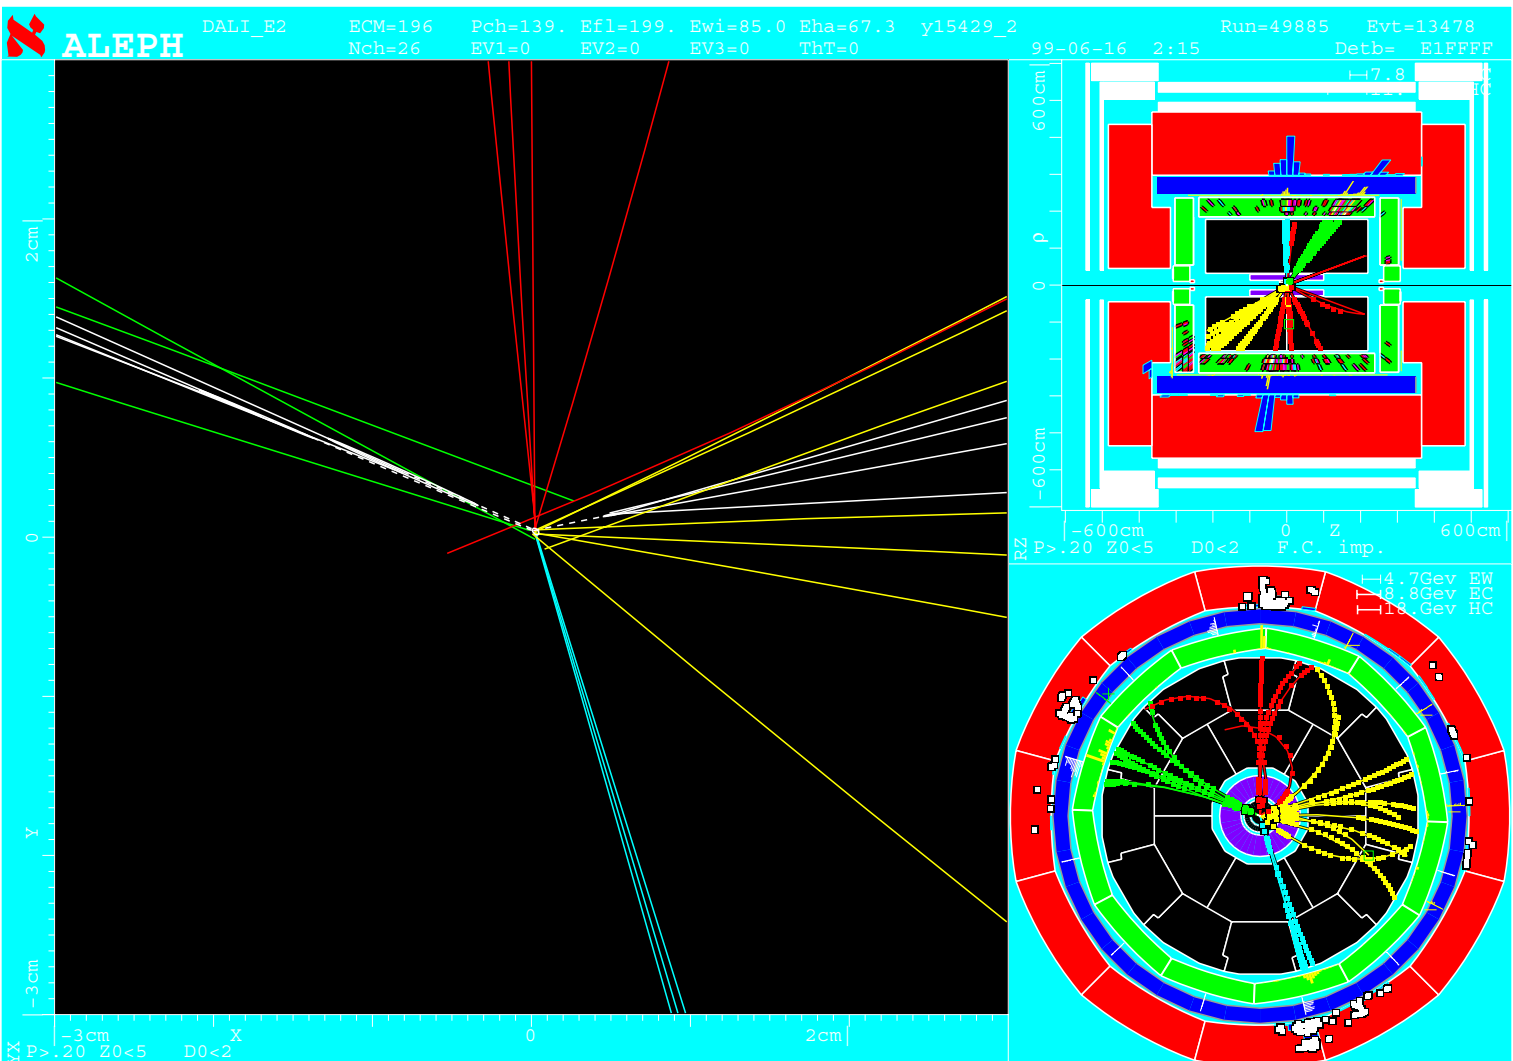 DALI_E2 ECM=196 Pch=139. Efl=199. Ewi=85.0 Eha=67.3 y15429_2 Run=49885 Evt=13478
ALEPH
Nch=26 EV1=0 EV2=0 EV3=0 ThT=0 99-06-16 2:15 Detb= E1FFFF
2cm|
0
Y
-3cm
|-3cm X 0 2cm|
YX P>.20 Z0<5 D0<2
7.8
HC
600cm|
ρ
0
|-600cm
|-600cm 0 Z 600cm|
RZ P>.20 Z0<5 D0<2 F.C. imp.
4.7Gev EW
8.8Gev EC
18.Gev HC